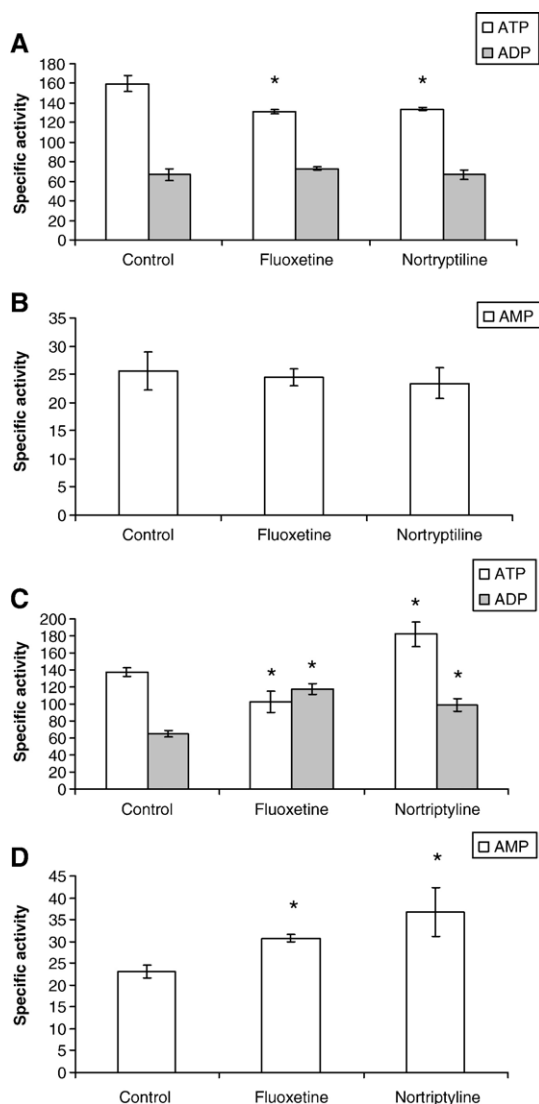 A
ATP
ADP
Specific activity
180
160
140
120
100
80
60
40
20
0
* *
Control Fluoxetine Nortryptiline
B
AMP
Specific activity
35
30
25
20
15
10
5
0
Control Fluoxetine Nortryptiline
C
ATP
ADP
Specific activity
200
180
160
140
120
100
80
60
40
20
0
* * * *
Control Fluoxetine Nortriptyline
D
AMP
Specific activity
45
40
35
30
25
20
15
10
5
0
* *
Control Fluoxetine Nortriptyline